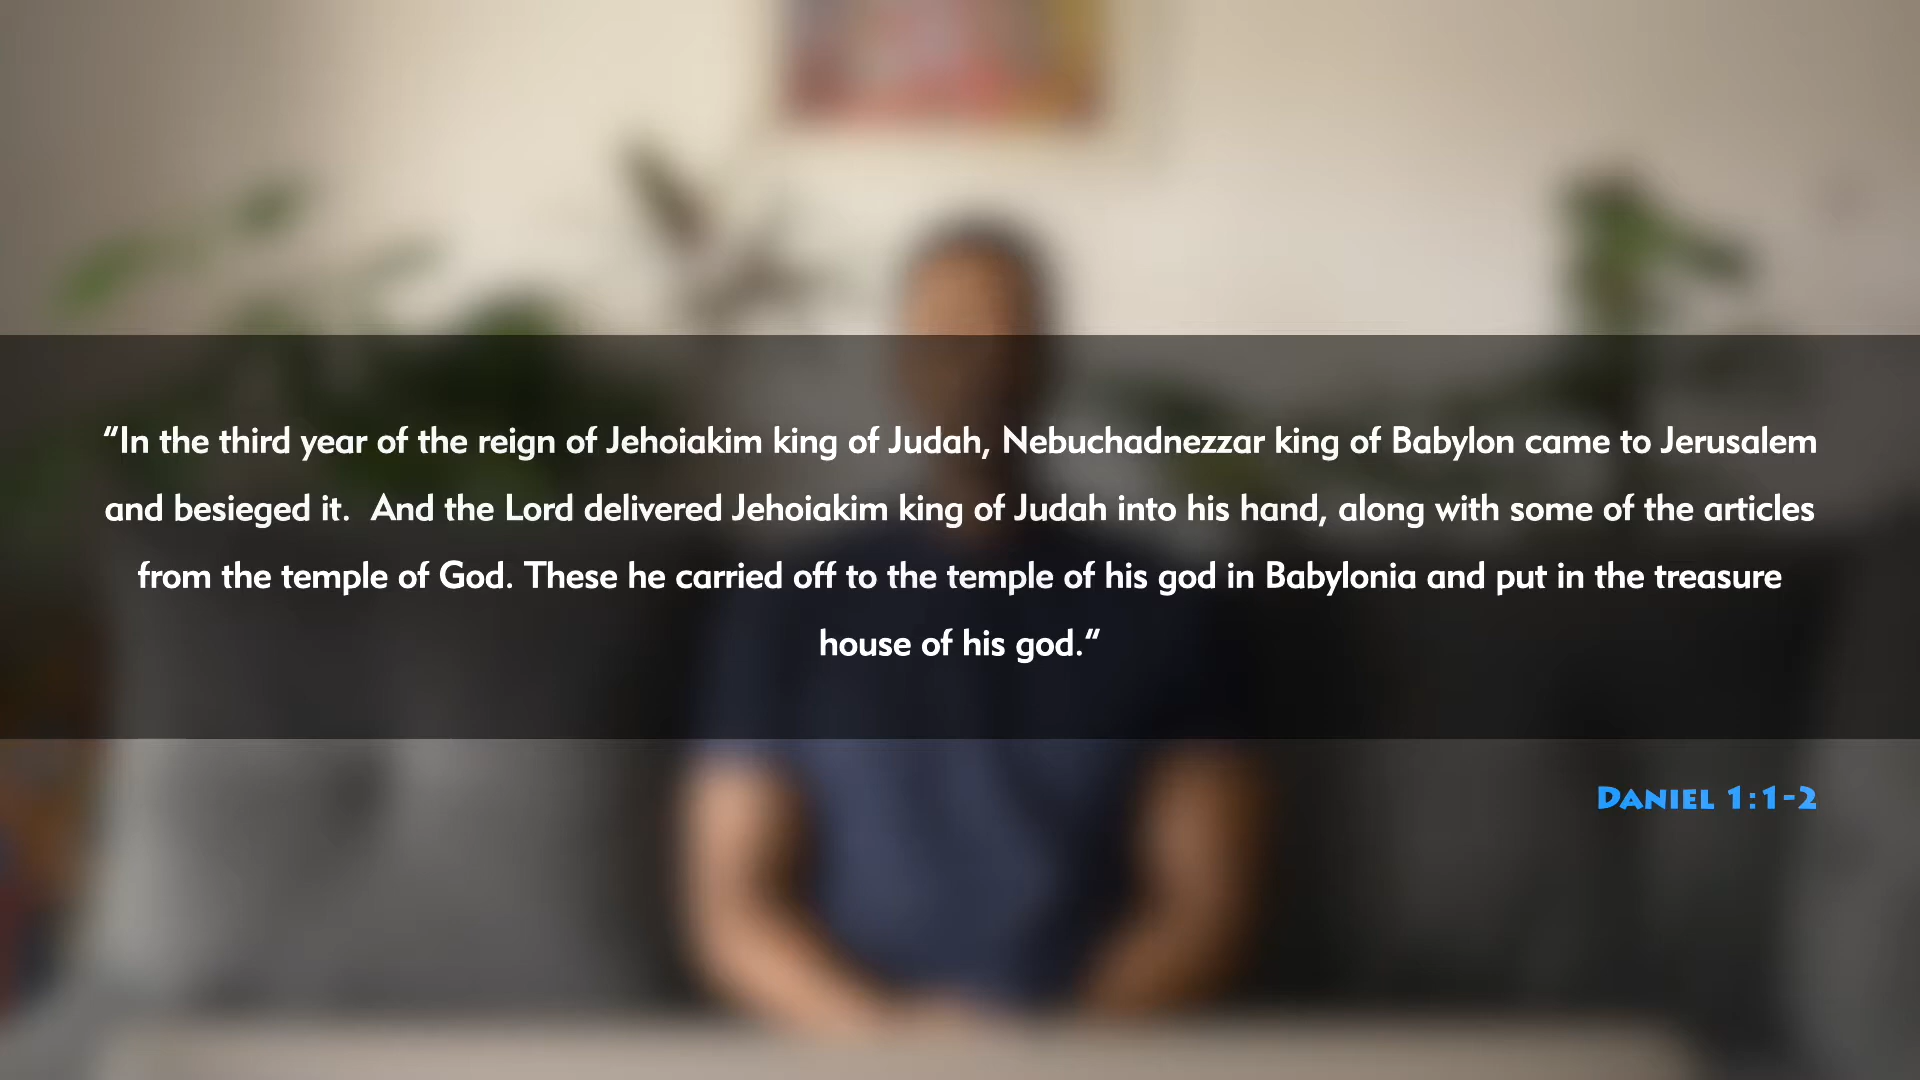 “In the third year of the reign of Jehoiakim king of Judah, Nebuchadnezzar king of Babylon came to Jerusalem
and besieged it.  And the Lord delivered Jehoiakim king of Judah into his hand, along with some of the articles
from the temple of God. These he carried off to the temple of his god in Babylonia and put in the treasure
house of his god.“
Daniel 1:1-2